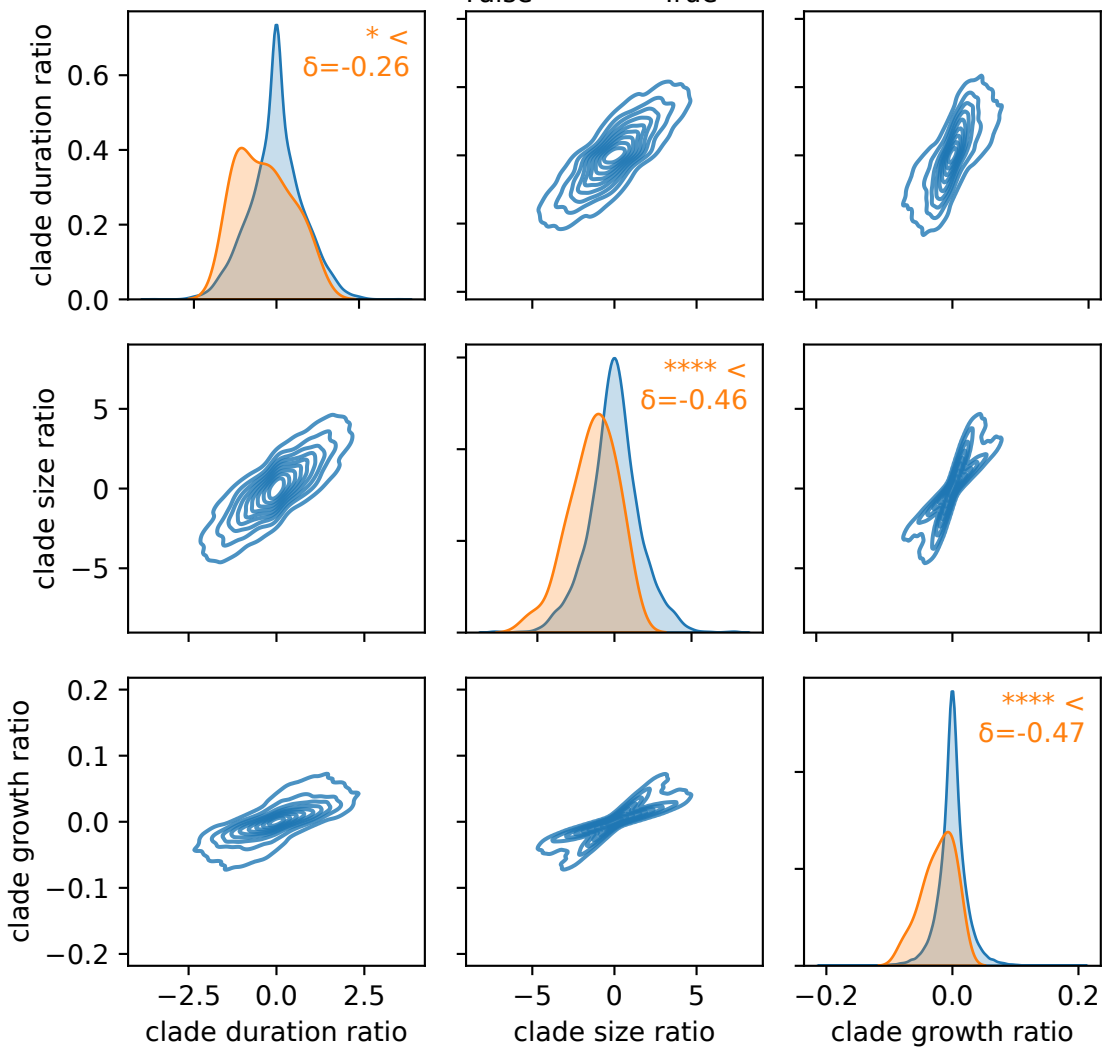 * <
δ=-0.26
clade duration ratio
0.6
0.4
0.2
0.0
**** <
δ=-0.46
clade size ratio
5
0
−5
**** <
δ=-0.47
clade growth ratio
0.2
0.1
0.0
−0.1
−0.2
−2.5 0.0 2.5 −5 0 5 −0.2 0.0 0.2
clade duration ratio clade size ratio clade growth ratio